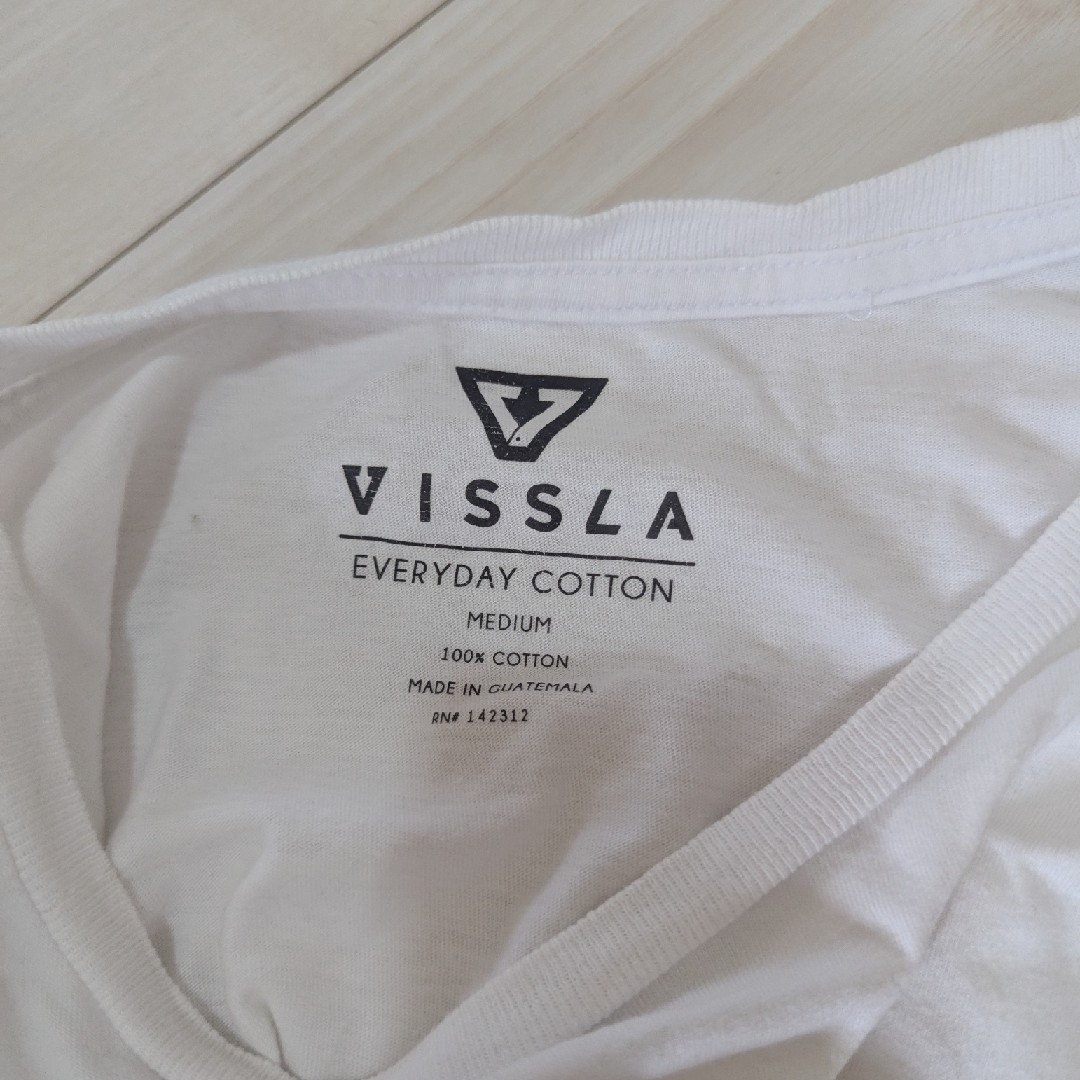 VISSLA
EVERYDAY COTTON
MEDIUM
100% COTTON
MADE IN GUATEMALA
RN# 142312